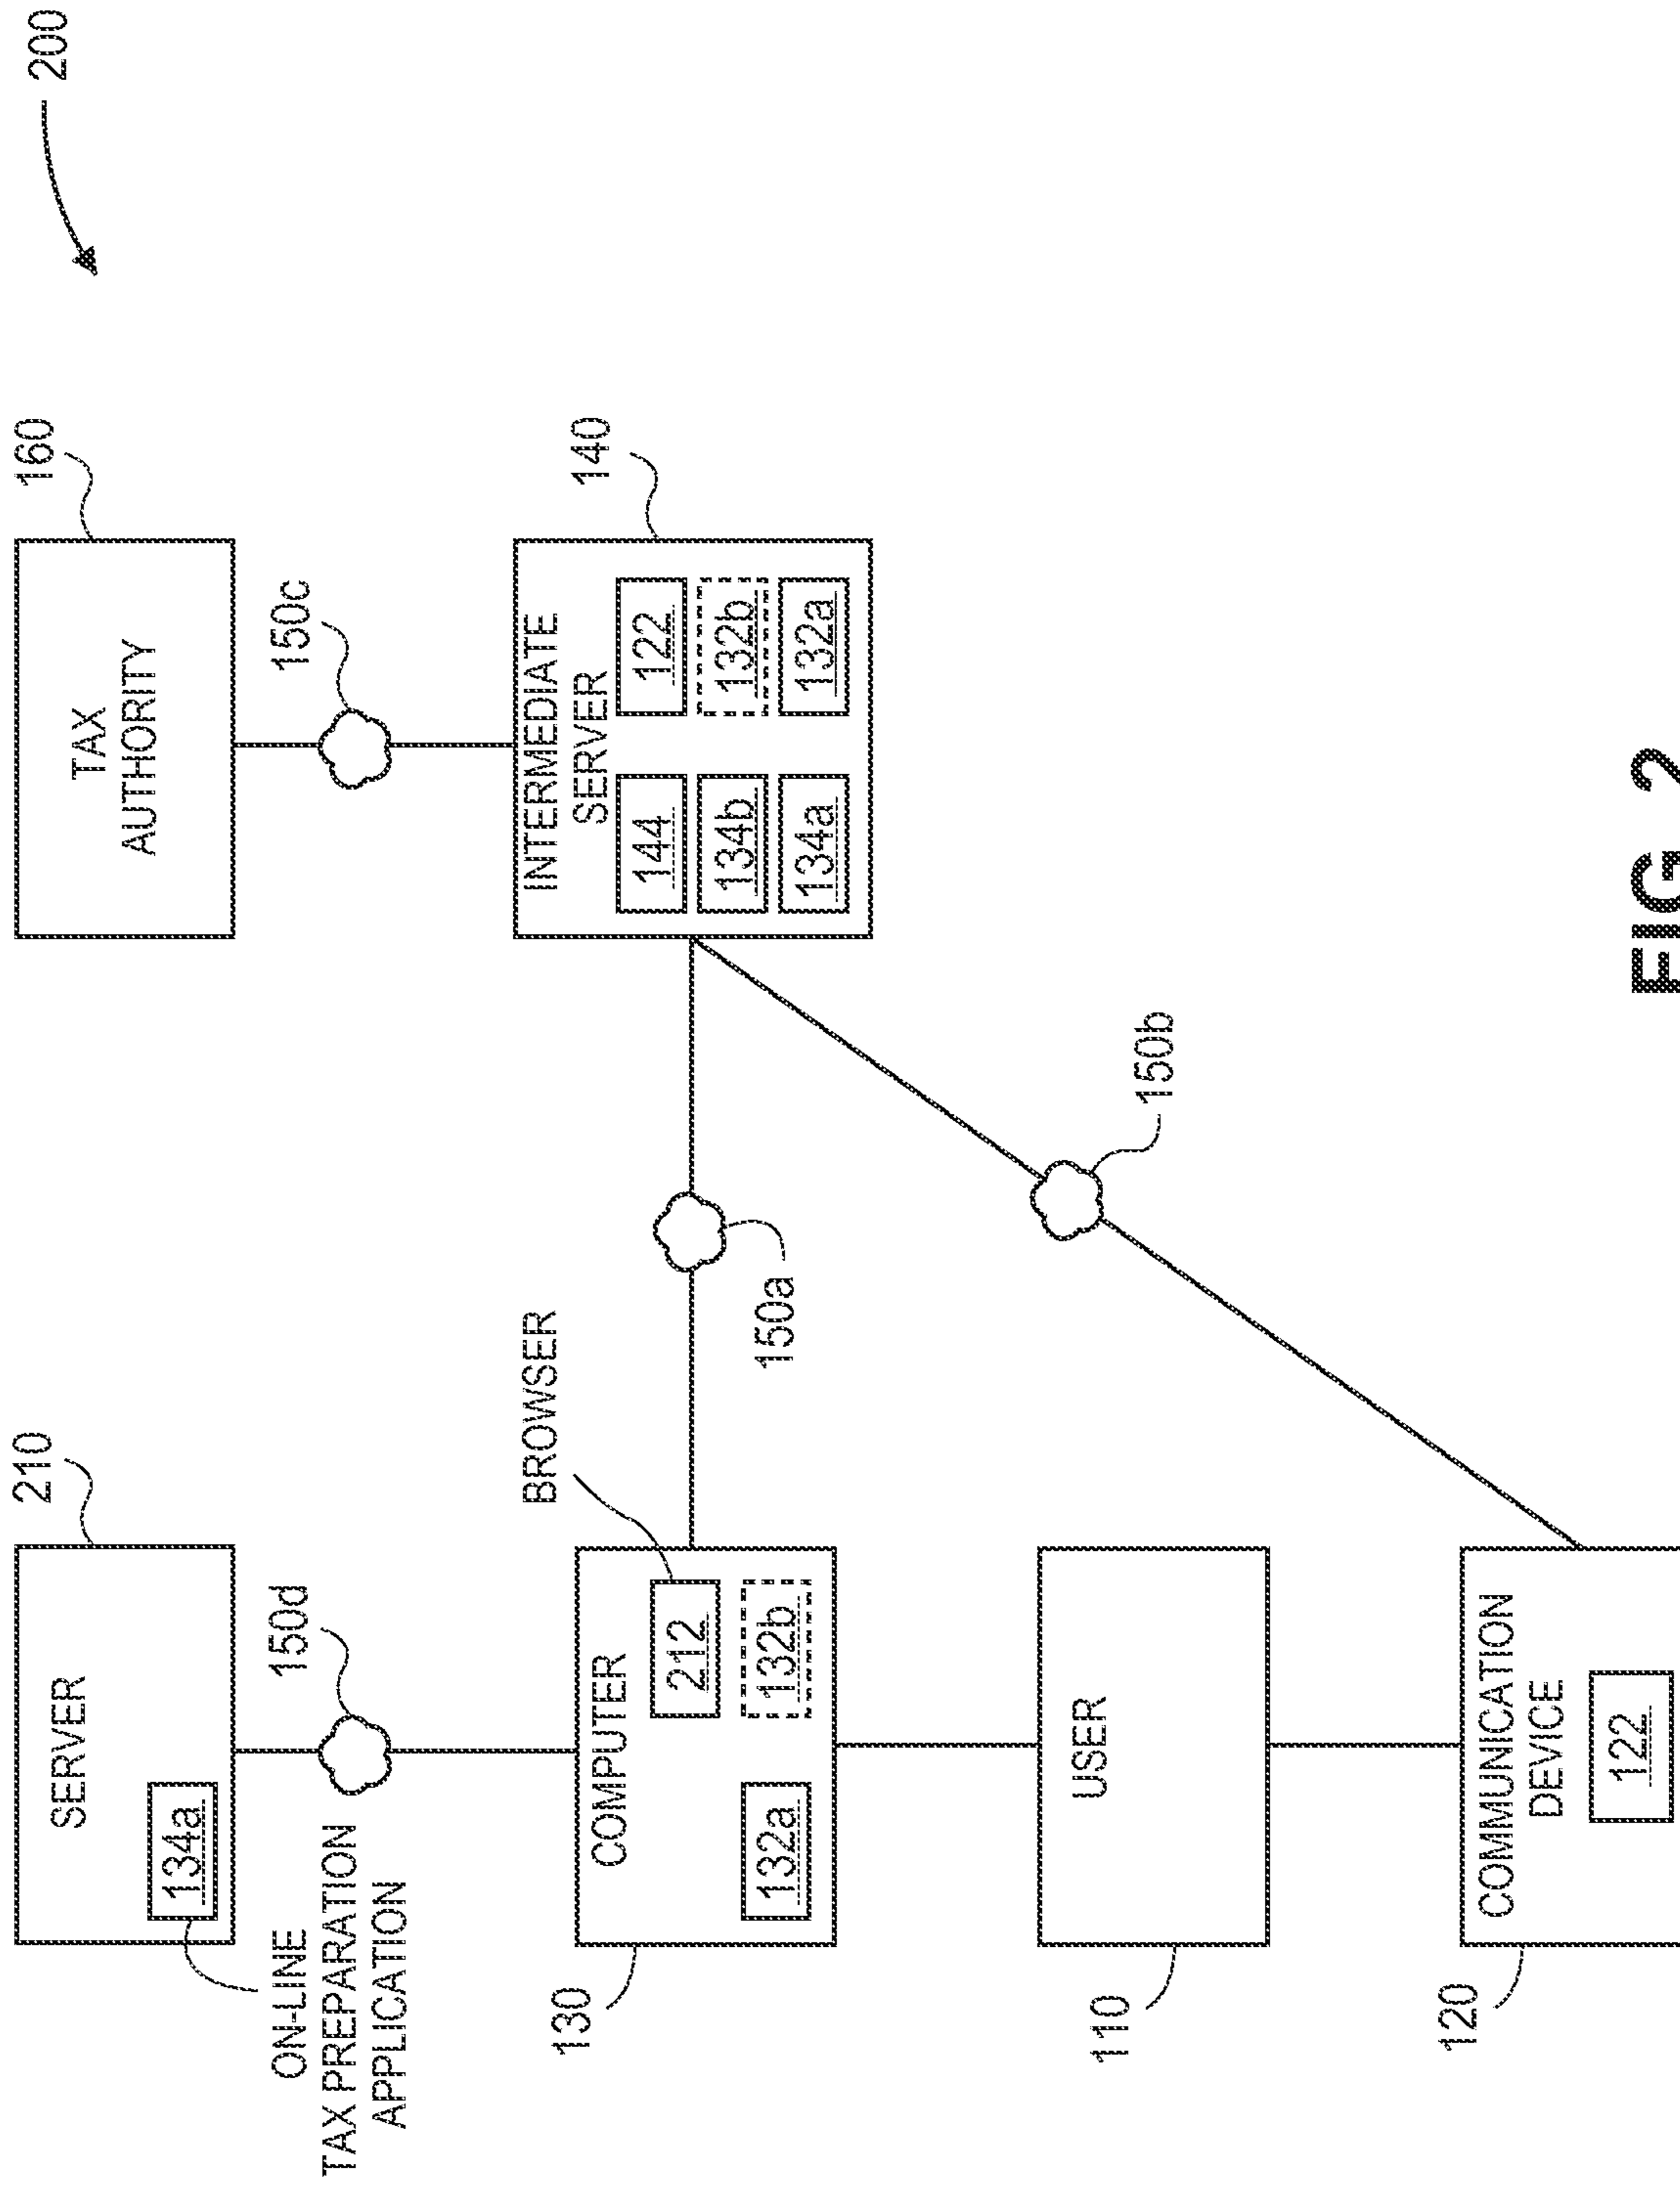 200
210
SERVER
134a
ON-LINE
TAX PREPARATION
APPLICATION
150d
160
TAX
AUTHORITY
150c
130
COMPUTER
212
132a
132b
BROWSER
150a
140
INTERMEDIATE
SERVER
144
122
134b
132b
134a
132a
110
USER
150b
120
COMMUNICATION
DEVICE
122
FIG 2